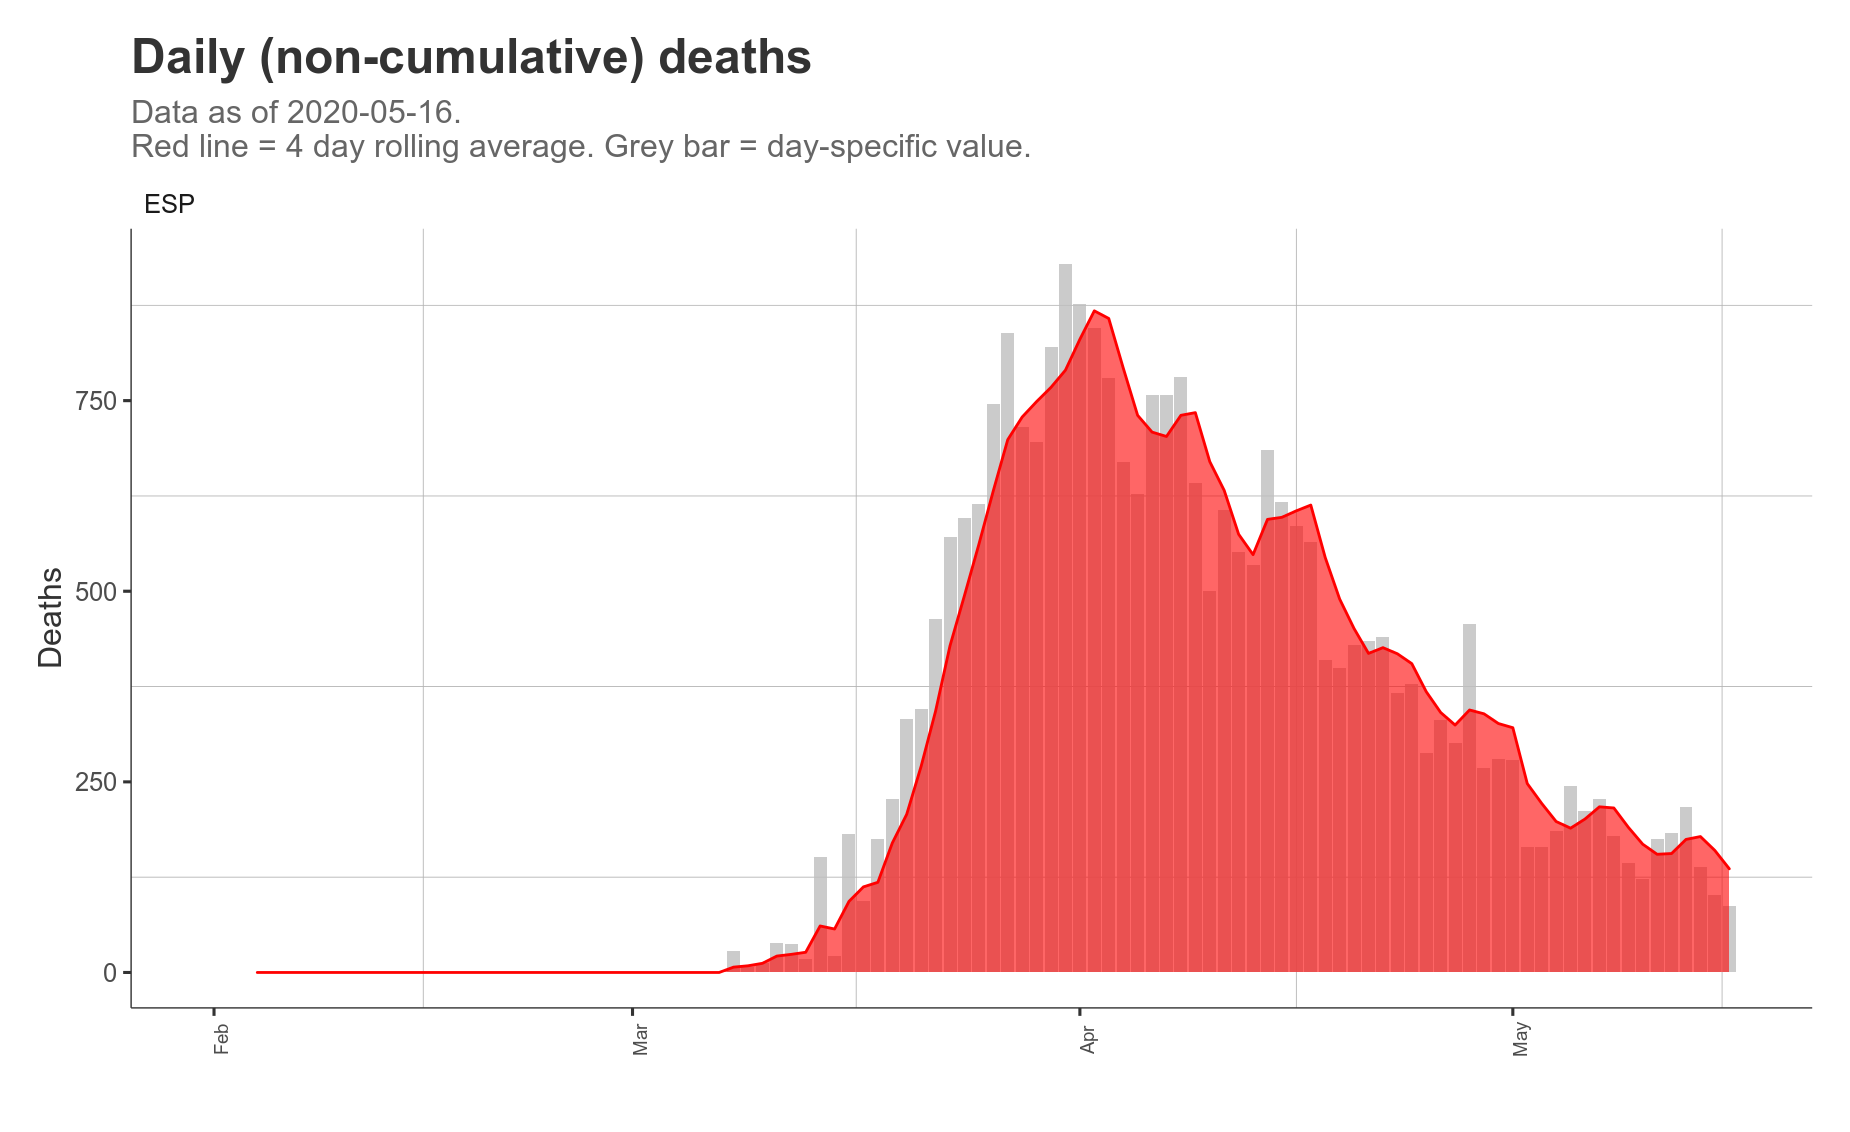 Daily (non-cumulative) deaths
Data as of 2020-05-16.
Red line = 4 day rolling average. Grey bar = day-specific value.
ESP
Deaths
750
500
250
0
Feb
Mar
Apr
May